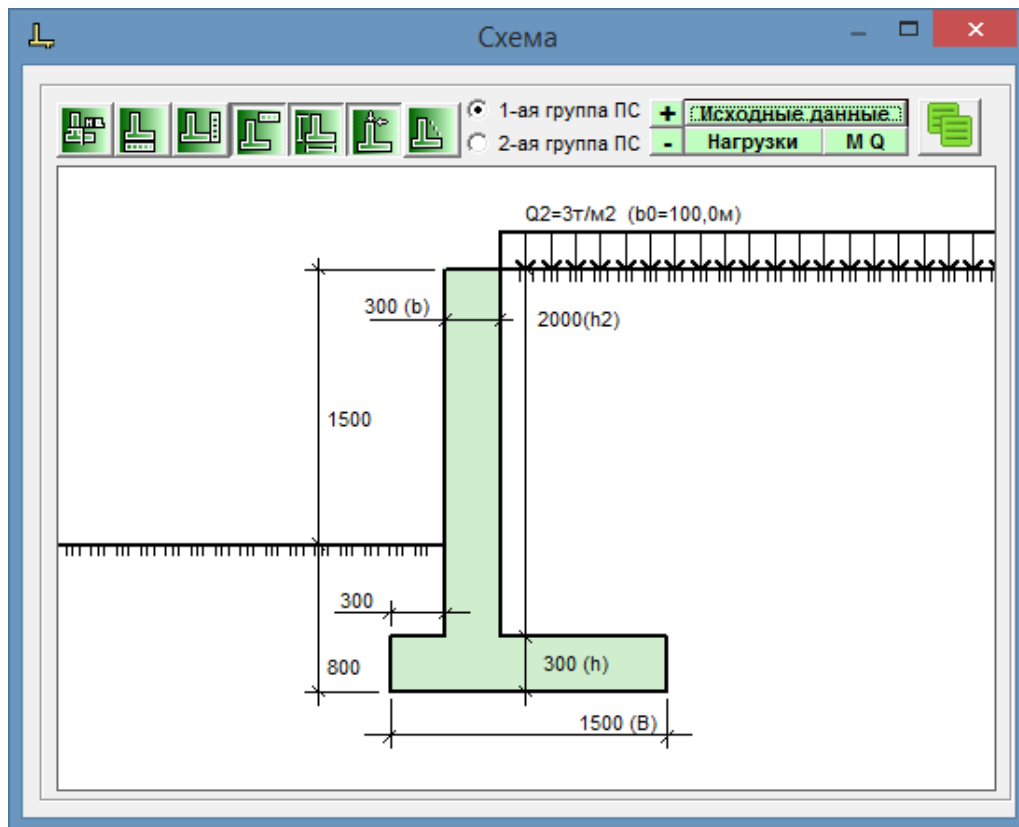 Схема
1-ая группа ПС
2-ая группа ПС
+ Исходные данные
- Нагрузки M Q
Q2=3т/м2 (b0=100,0м)
300 (b)
2000(h2)
1500
300
800
300 (h)
1500 (B)